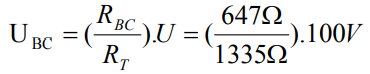 U_BC = (R_BC / R_T).U = (647Ω / 1335Ω).100V